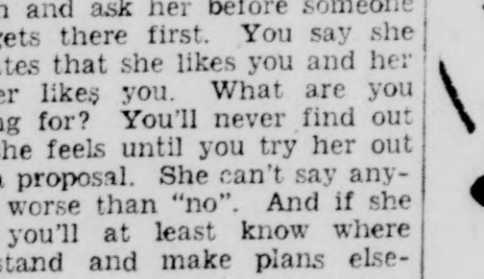 n and ask her before someone
gets there first. You say she
tes that she likes you and her
er likes you. What are you
ng for? You'll never find out
he feels until you try her out
a proposal. She can't say any-
worse than "no". And if she
you'll at least know where
stand and make plans else-